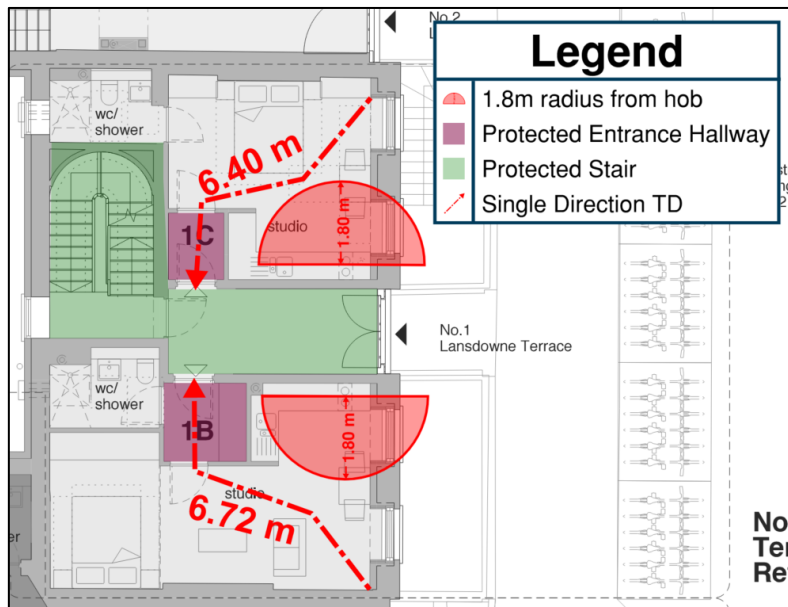 No.2
Legend
1.8m radius from hob
Protected Entrance Hallway
Protected Stair
Single Direction TD
wc/
shower
6.40 m
1.80 m
studio
1C
No.1
Lansdowne Terrace
wc/
shower
1B
1.80 m
studio
6.72 m
No
Ter
Re